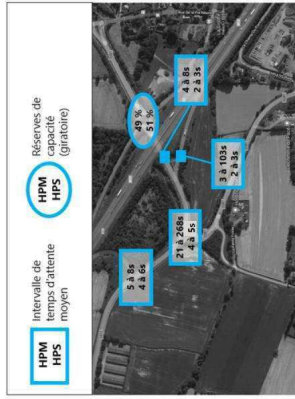 HPM
HPS
Intervalle de
temps d'attente
moyen
HPM
HPS
Réserves de
capacité
(giratoire)
5 à 8s
4 à 6s
21 à 268s
4 à 5s
49 %
51 %
3 à 103s
2 à 3s
4 à 8s
2 à 3s